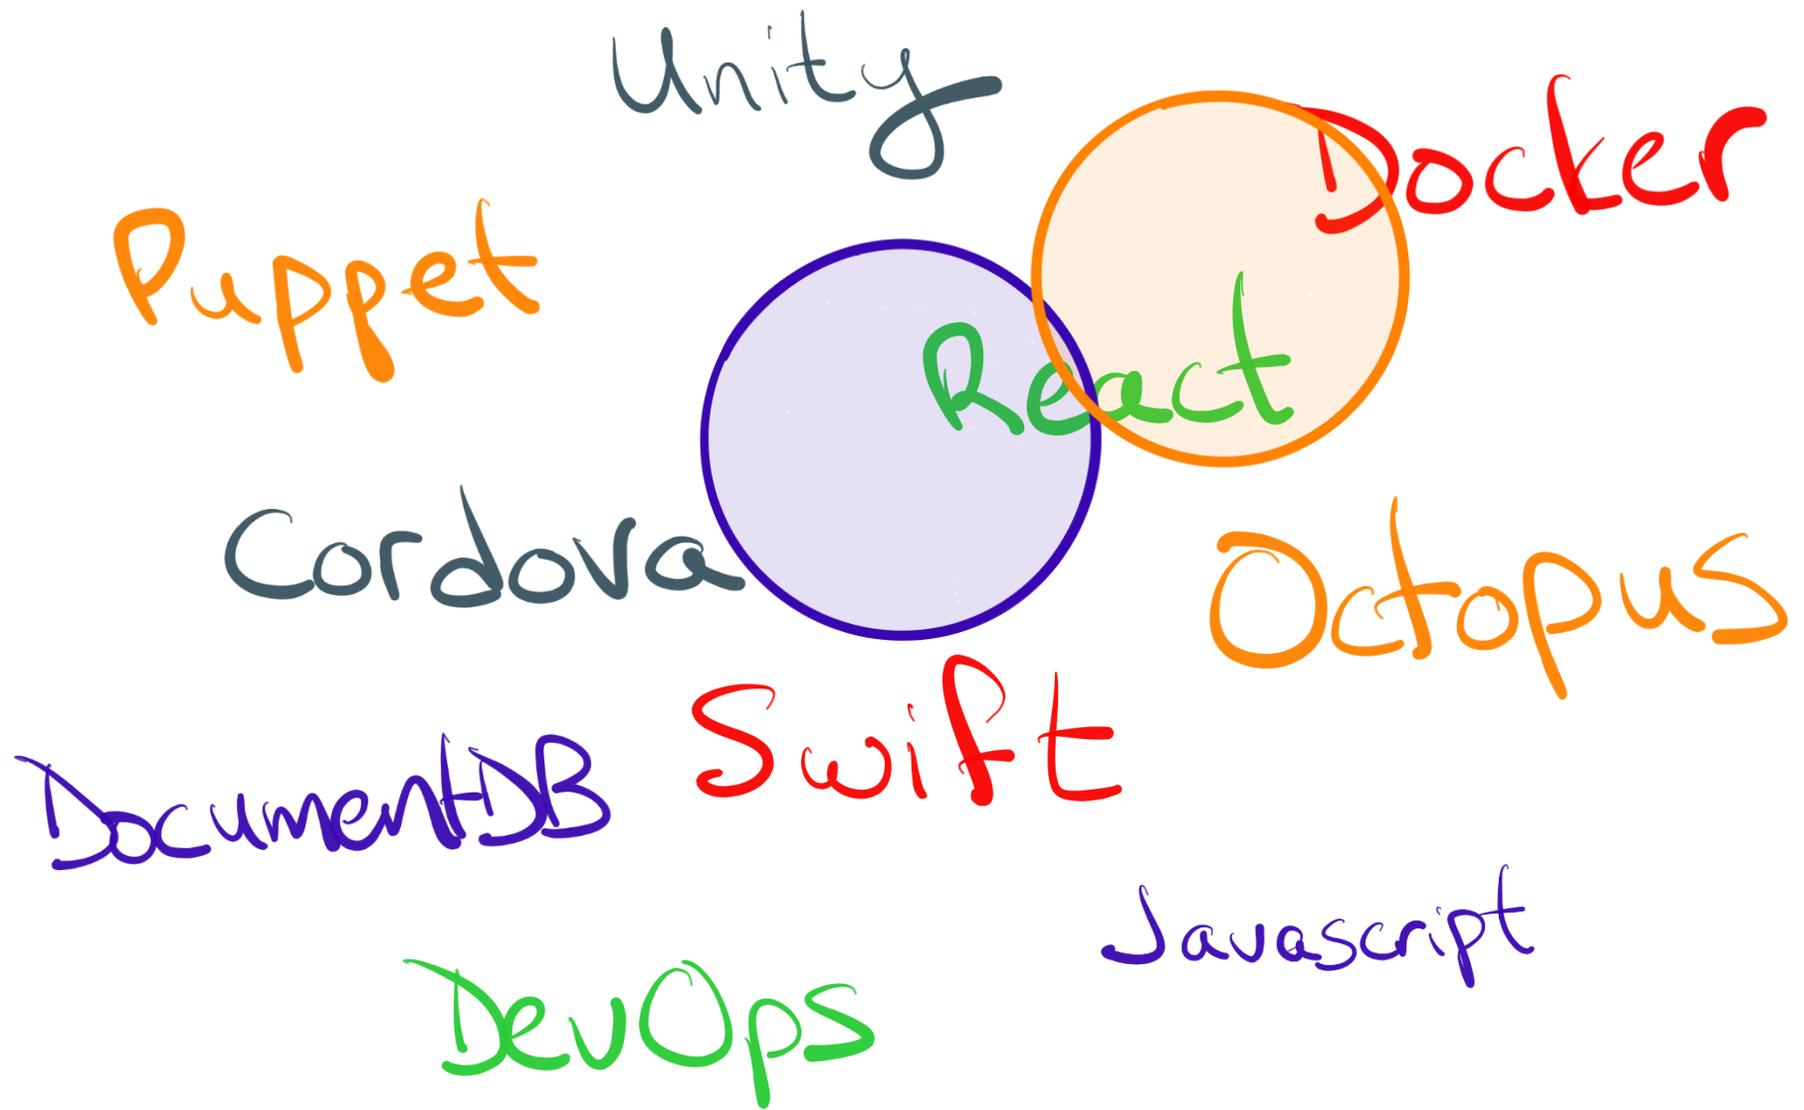 Unity
Docker
Puppet
React
Cordova
Octopus
Swift
DocumentDB
Javascript
DevOps